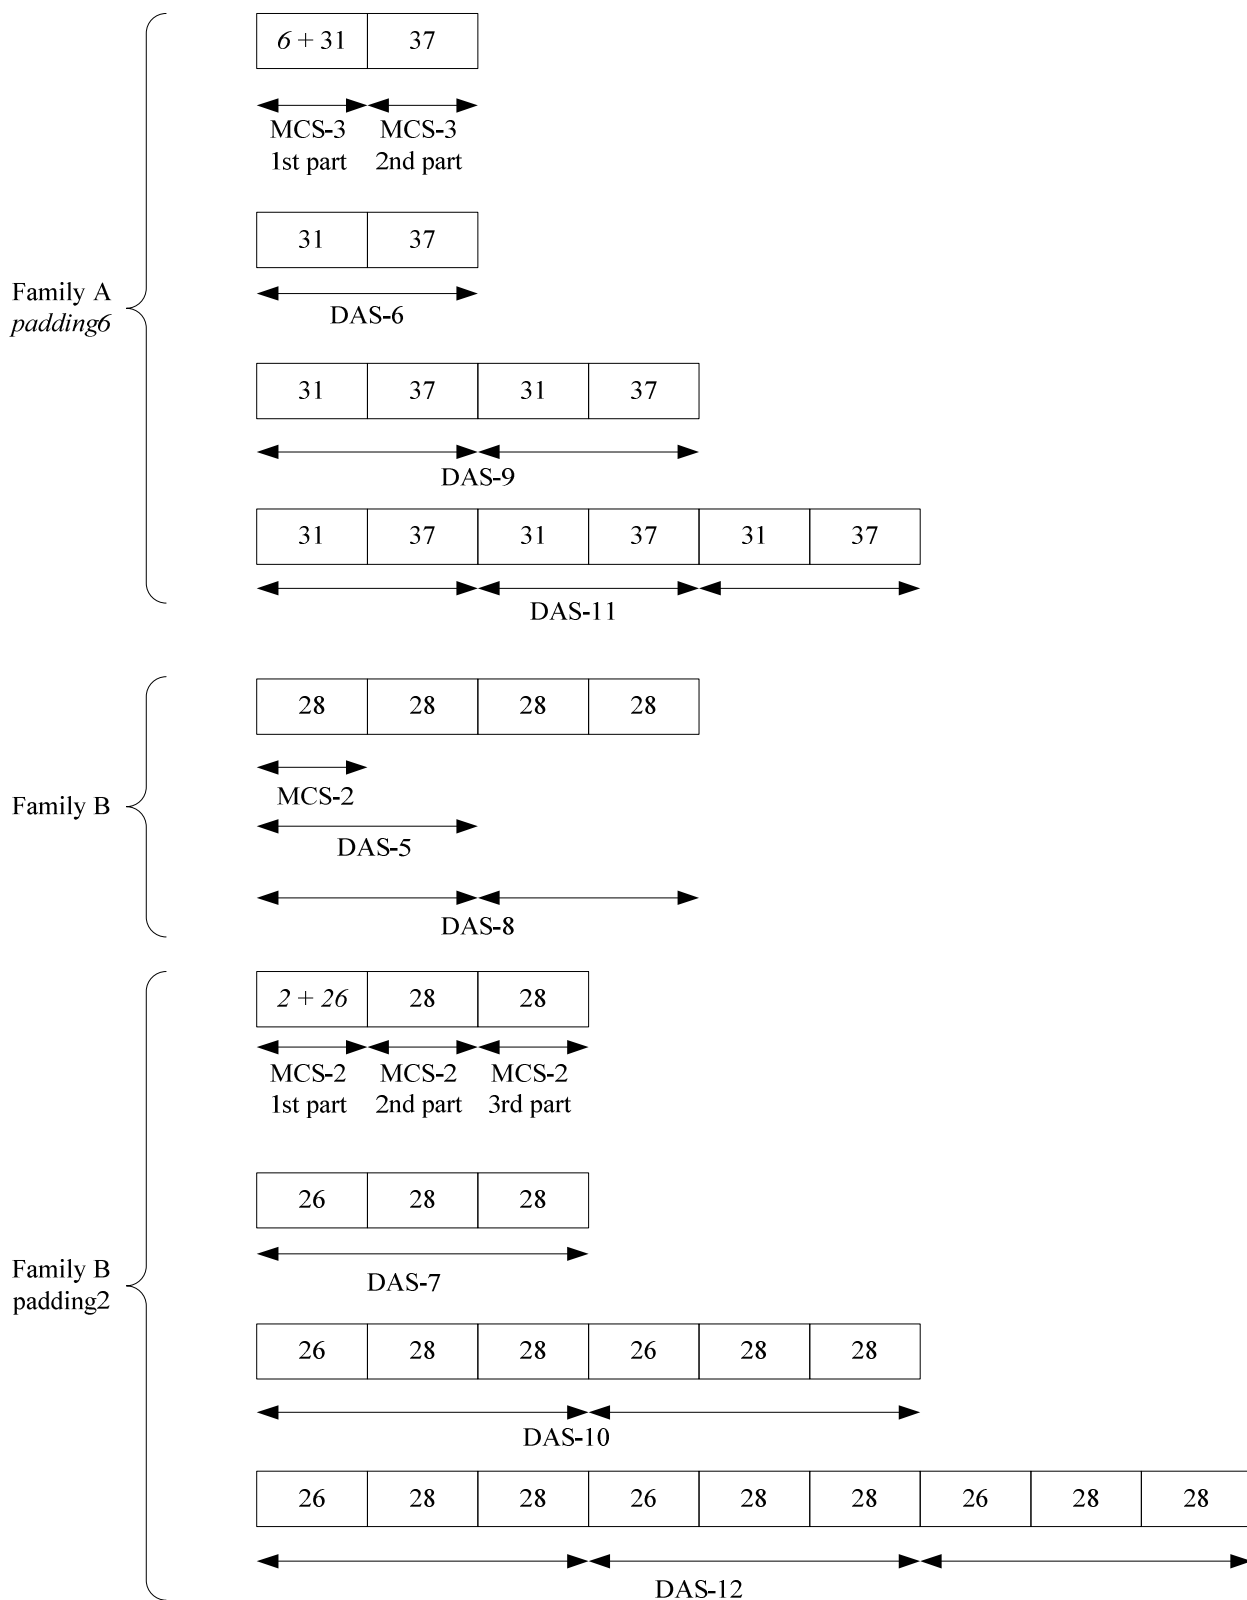 6 + 31 37
MCS-3 MCS-3
1st part 2nd part
31 37
Family A
padding6
DAS-6
31 37 31 37
DAS-9
31 37 31 37 31 37
DAS-11
28 28 28 28
MCS-2
Family B
DAS-5
DAS-8
2 + 26 28 28
MCS-2 MCS-2 MCS-2
1st part 2nd part 3rd part
26 28 28
Family B
padding2
DAS-7
26 28 28 26 28 28
DAS-10
26 28 28 26 28 28 26 28 28
DAS-12